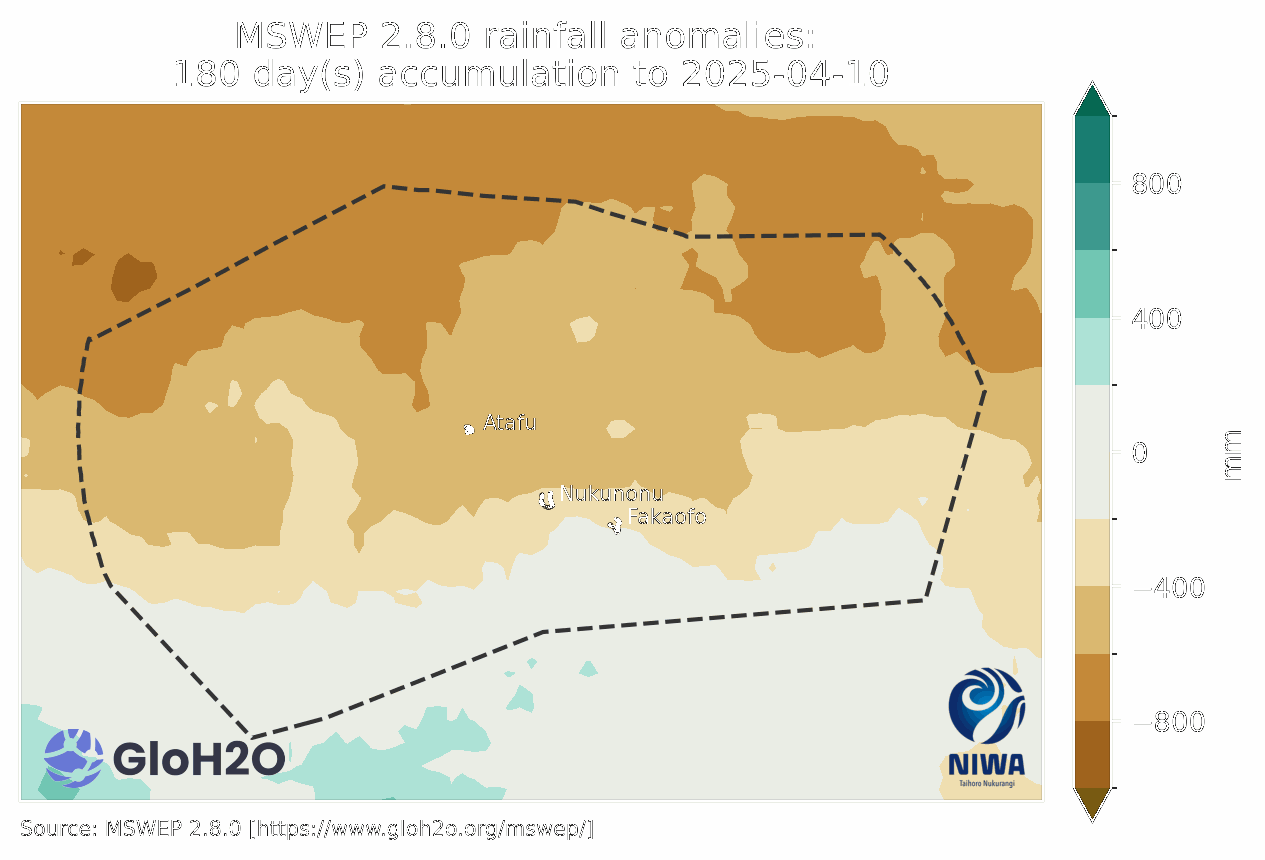 MSWEP 2.8.0 rainfall anomalies:
180 day(s) accumulation to 2025-04-10
800
400
0
−400
−800
mm
Atafu
Nukunonu
Fakaofo
GloH2O
NIWA
Taihoro Nukurangi
Source: MSWEP 2.8.0 [https://www.gloh2o.org/mswep/]